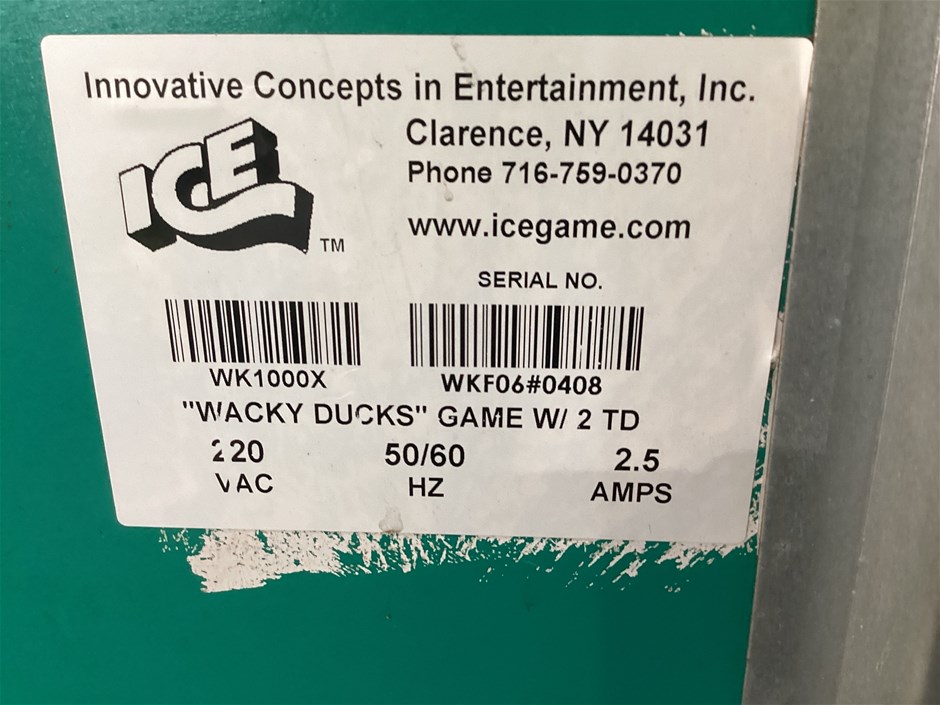 Innovative Concepts in Entertainment, Inc.
ICE TM
Clarence, NY 14031
Phone 716-759-0370
www.icegame.com
SERIAL NO.
WK1000X WKF06#0408
"WACKY DUCKS" GAME W/ 2 TD
220 50/60 2.5
VAC HZ AMPS